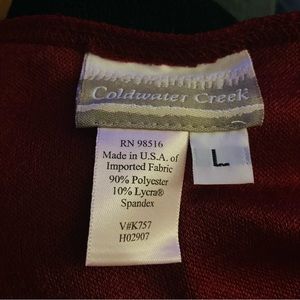 Coldwater Creek
L
RN 98516
Made in U.S.A. of
Imported Fabric
90% Polyester
10% Lycra®
Spandex
V#K757
H02907